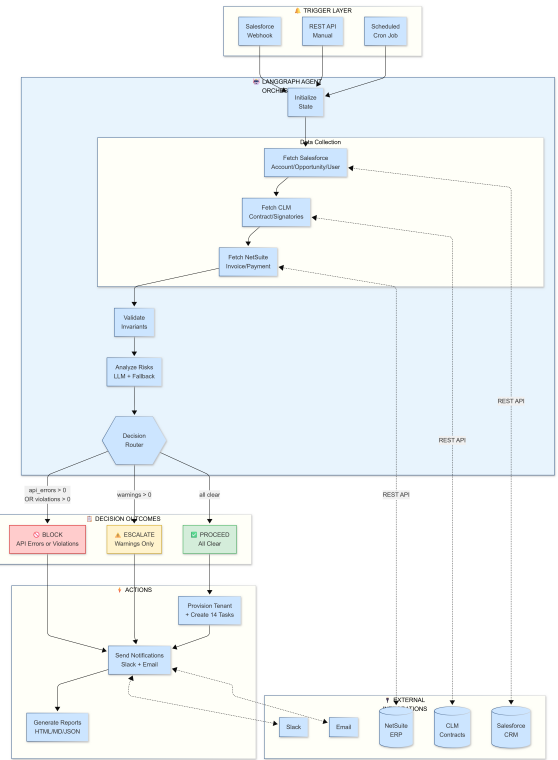 🔔 TRIGGER LAYER
Salesforce
Webhook
REST API
Manual
Scheduled
Cron Job
LANGGRAPH AGENT
Initialize
State
Data Collection
Fetch Salesforce
Account/Opportunity/User
Fetch CLM
Contract/Signatories
Fetch NetSuite
Invoice/Payment
Validate
Invariants
Analyze Risks
LLM + Fallback
Decision
Router
REST API
REST API
REST API
api_errors > 0
OR violations > 0
warnings > 0
all clear
DECISION OUTCOMES
🚫 BLOCK
API Errors or Violations
⚠️ ESCALATE
Warnings Only
✅ PROCEED
All Clear
⚡ ACTIONS
Provision Tenant
+ Create 14 Tasks
Send Notifications
Slack + Email
Generate Reports
HTML/MD/JSON
EXTERNAL
Slack
Email
NetSuite
ERP
CLM
Contracts
Salesforce
CRM